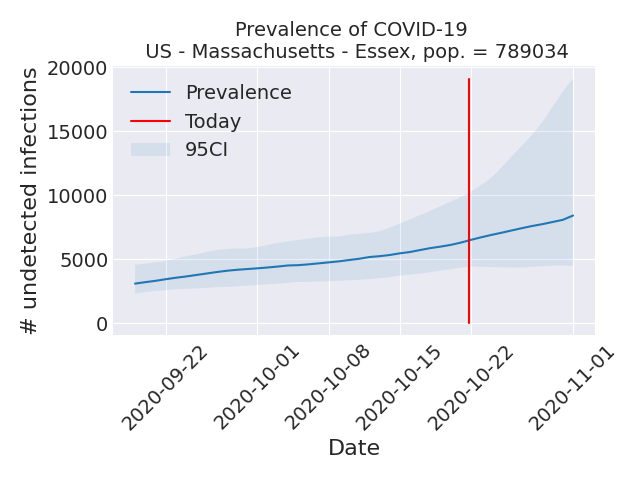 Prevalence of COVID-19
US - Massachusetts - Essex, pop. = 789034
# undetected infections
20000
15000
10000
5000
0
Prevalence
Today
95CI
2020-09-22
2020-10-01
2020-10-08
2020-10-15
2020-10-22
2020-11-01
Date